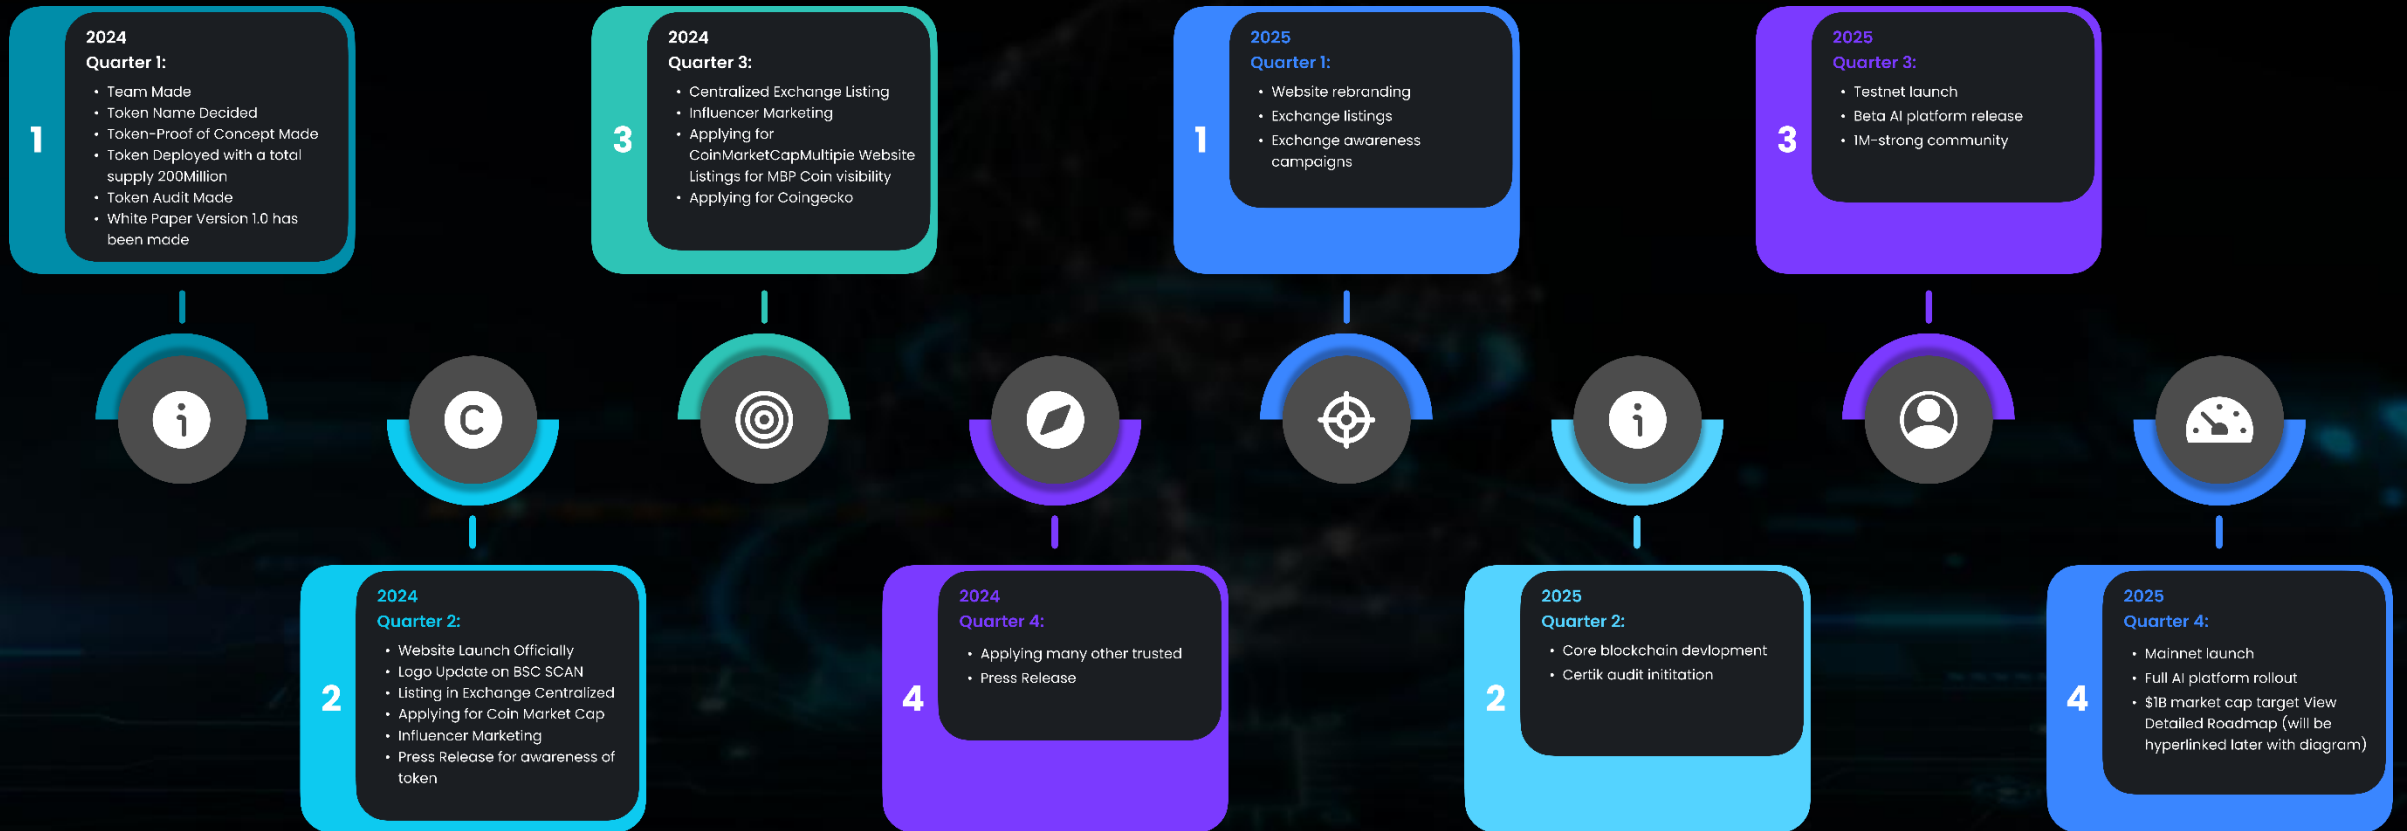 1
2024
Quarter 1:
• Team Made
• Token Name Decided
• Token-Proof of Concept Made
• Token Deployed with a total
supply 200Million
• Token Audit Made
• White Paper Version 1.0 has
been made
2
2024
Quarter 2:
• Website Launch Officially
• Logo Update on BSC SCAN
• Listing in Exchange Centralized
• Applying for Coin Market Cap
• Influencer Marketing
• Press Release for awareness of
token
3
2024
Quarter 3:
• Centralized Exchange Listing
• Influencer Marketing
• Applying for
CoinMarketCapMultipie Website
Listings for MBP Coin visibility
• Applying for Coingecko
4
2024
Quarter 4:
• Applying many other trusted
• Press Release
1
2025
Quarter 1:
• Website rebranding
• Exchange listings
• Exchange awareness
campaigns
2
2025
Quarter 2:
• Core blockchain devlopment
• Certik audit inititation
3
2025
Quarter 3:
• Testnet launch
• Beta AI platform release
• 1M-strong community
4
2025
Quarter 4:
• Mainnet launch
• Full AI platform rollout
• $1B market cap target View
Detailed Roadmap (will be
hyperlinked later with diagram)